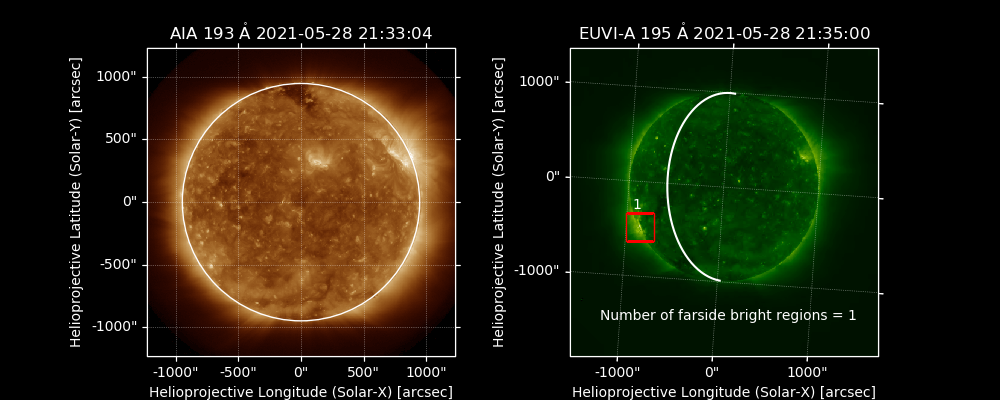 AIA 193 Å 2021-05-28 21:33:04
Helioprojective Latitude (Solar-Y) [arcsec]
1000"
500"
0"
-500"
-1000"
-1000"
-500"
0"
500"
1000"
Helioprojective Longitude (Solar-X) [arcsec]
EUVI-A 195 Å 2021-05-28 21:35:00
Helioprojective Latitude (Solar-Y) [arcsec]
1000"
0"
-1000"
1
Number of farside bright regions = 1
-1000"
0"
1000"
Helioprojective Longitude (Solar-X) [arcsec]